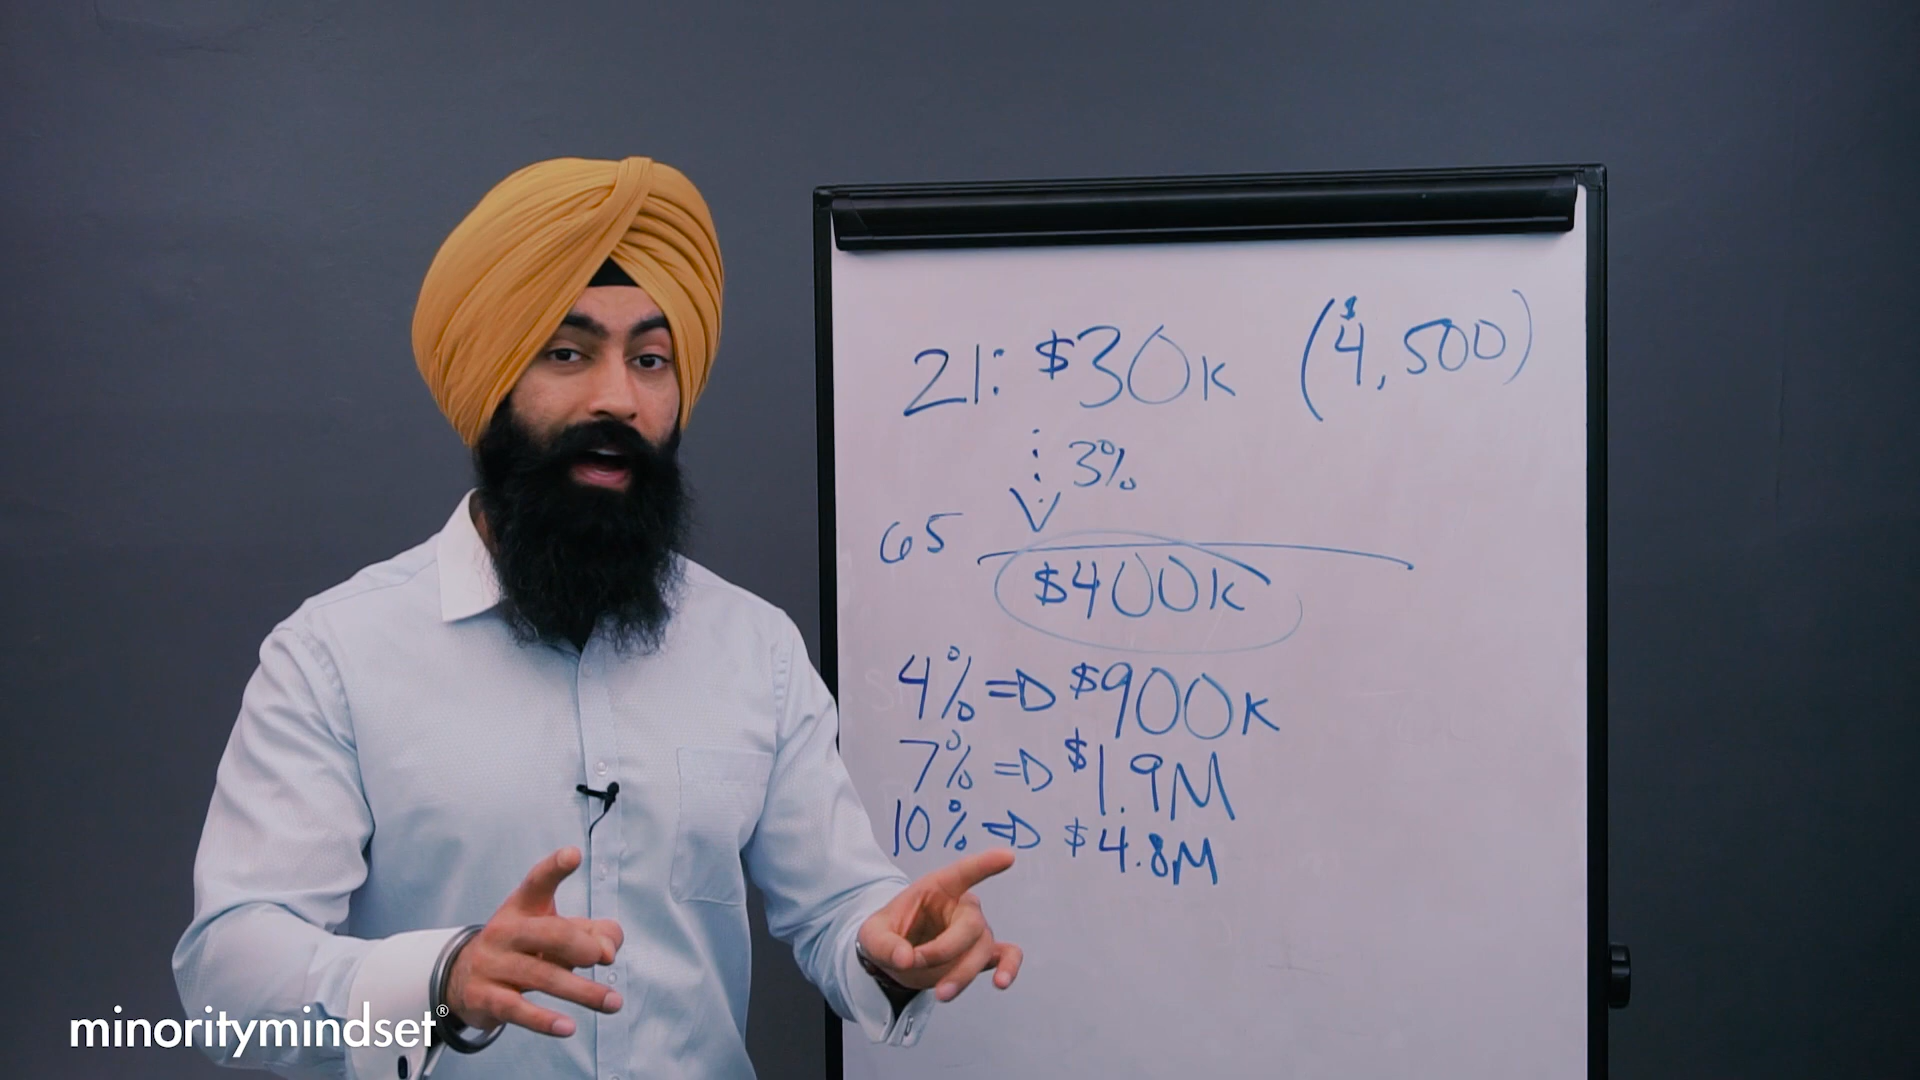 21: $30K ($4,500)
3%
65
$400K
4% => $900K
7% => $1.9M
10% => $4.8M
minoritymindset®